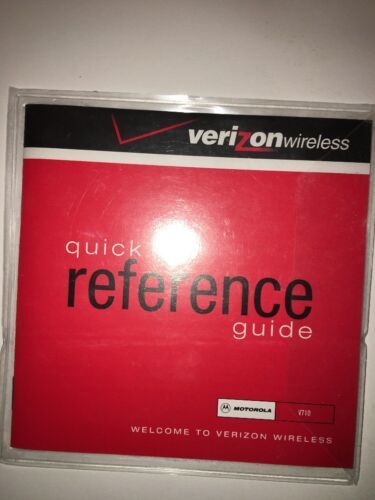 verizonwireless
quick
reference
guide
MOTOROLA V710
WELCOME TO VERIZON WIRELESS